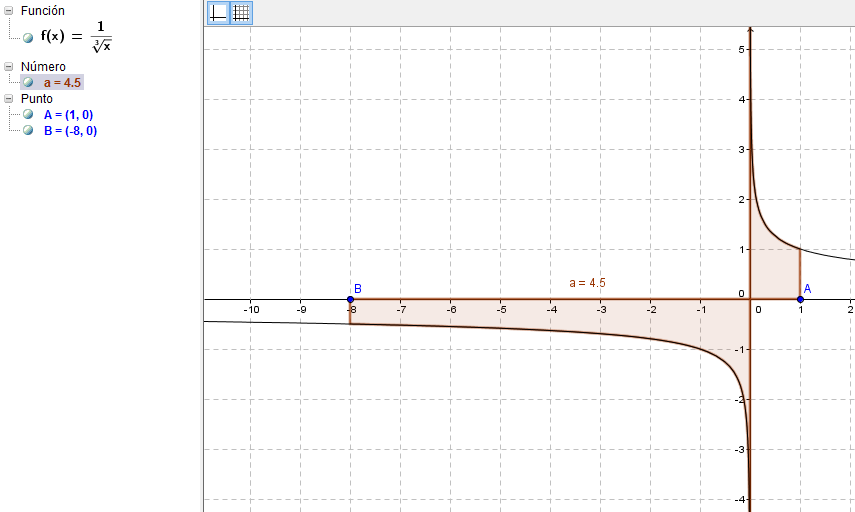 Función
f(x) = 1/∛x
Número
a = 4.5
Punto
A = (1, 0)
B = (-8, 0)
5
4
3
2
1
0
-1
-2
-3
-4
-10
-9
-8
-7
-6
-5
-4
-3
-2
-1
0
1
2
a = 4.5
B
A